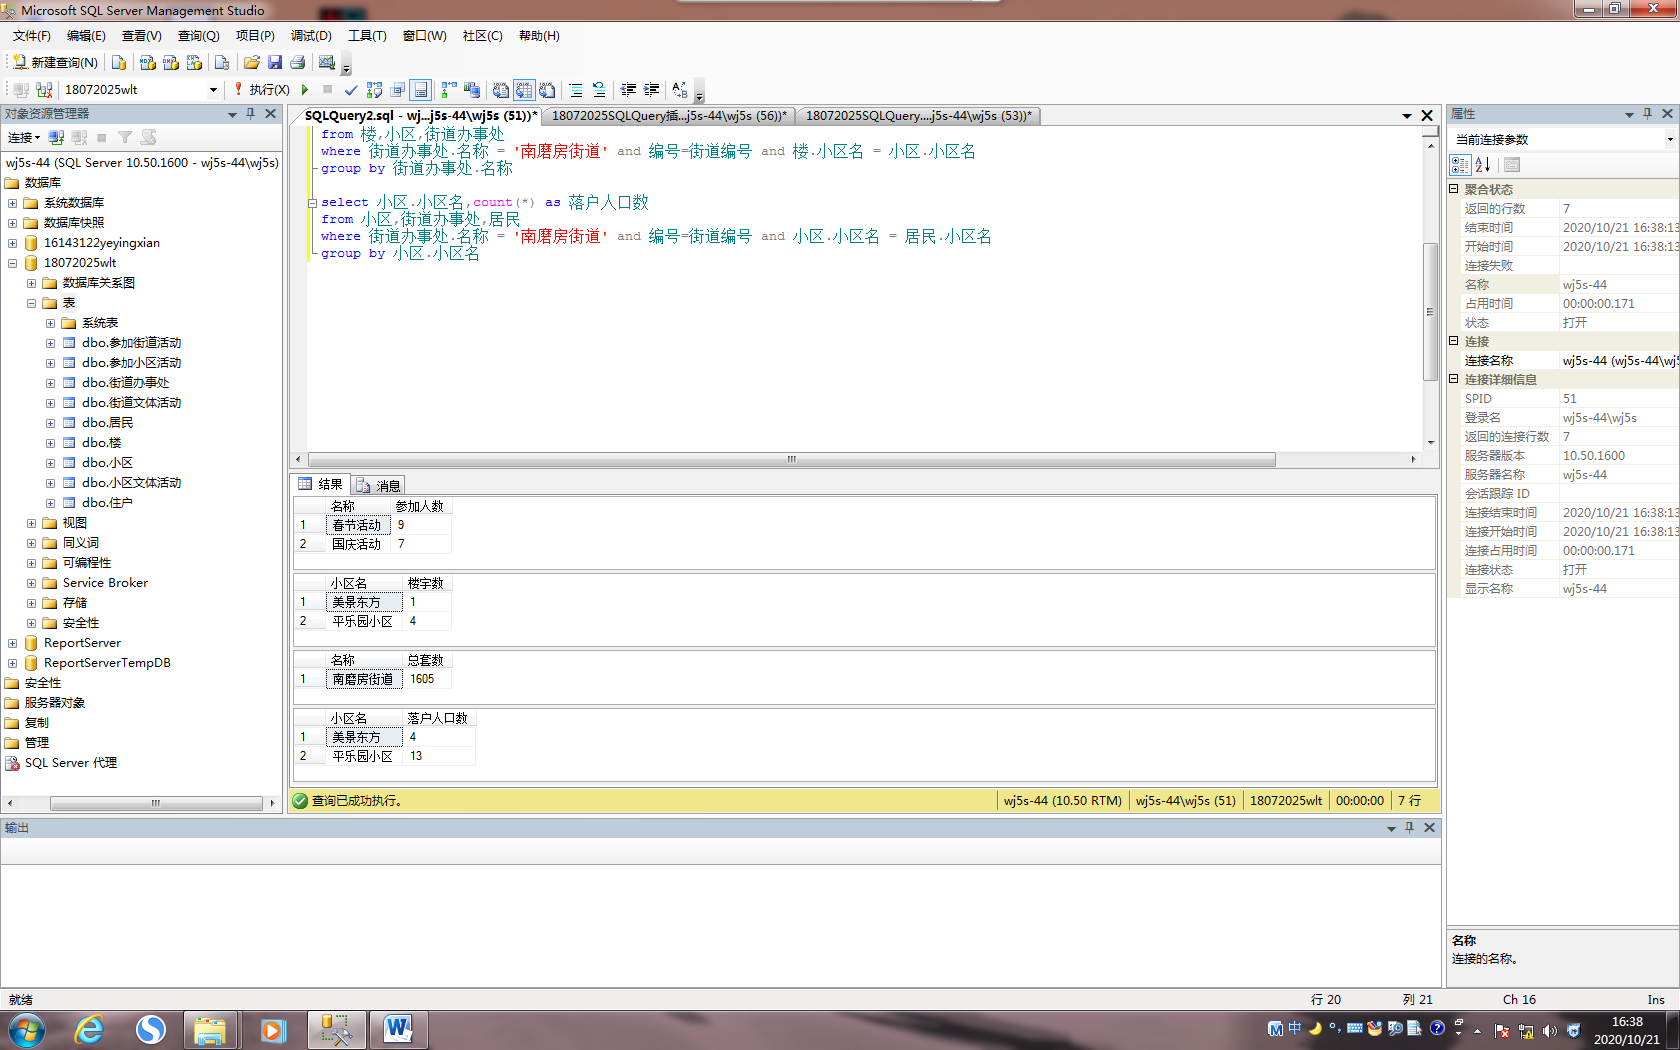 Microsoft SQL Server Management Studio
文件(F) 编辑(E) 查看(V) 查询(Q) 项目(P) 调试(D) 工具(T) 窗口(W) 社区(C) 帮助(H)
新建查询(N)
18072025wlt 执行(X)
对象资源管理器
连接
wj5s-44 (SQL Server 10.50.1600 - wj5s-44\wj5s)
数据库
系统数据库
数据库快照
16143122yeyingxian
18072025wlt
数据库关系图
表
系统表
dbo.参加街道活动
dbo.参加小区活动
dbo.街道办事处
dbo.街道文体活动
dbo.居民
dbo.楼
dbo.小区
dbo.小区文体活动
dbo.住户
视图
同义词
可编程性
Service Broker
存储
安全性
ReportServer
ReportServerTempDB
安全性
服务器对象
复制
管理
SQL Server 代理
SQLQuery2.sql - wj...j5s-44\wj5s (51))* 18072025SQLQuery插...j5s-44\wj5s (56))* 18072025SQLQuery....j5s-44\wj5s (53))*
from 楼,小区,街道办事处
where 街道办事处.名称 = '南磨房街道' and 编号=街道编号 and 楼.小区名 = 小区.小区名
group by 街道办事处.名称
select 小区.小区名,count(*) as 落户人口数
from 小区,街道办事处,居民
where 街道办事处.名称 = '南磨房街道' and 编号=街道编号 and 小区.小区名 = 居民.小区名
group by 小区.小区名
结果 消息
名称 参加人数
1 春节活动 9
2 国庆活动 7
小区名 楼宇数
1 美景东方 1
2 平乐园小区 4
名称 总套数
1 南磨房街道 1605
小区名 落户人口数
1 美景东方 4
2 平乐园小区 13
查询已成功执行。 wj5s-44 (10.50 RTM) wj5s-44\wj5s (51) 18072025wlt 00:00:00 7 行
属性
当前连接参数
聚合状态
返回的行数 7
结束时间 2020/10/21 16:38:13
开始时间 2020/10/21 16:38:13
连接失败
名称 wj5s-44
占用时间 00:00:00.171
状态 打开
连接
连接名称 wj5s-44 (wj5s-44\wj5
连接详细信息
SPID 51
登录名 wj5s-44\wj5s
返回的连接行数 7
服务器版本 10.50.1600
服务器名称 wj5s-44
会话跟踪 ID
连接结束时间 2020/10/21 16:38:13
连接开始时间 2020/10/21 16:38:13
连接占用时间 00:00:00.171
连接状态 打开
显示名称 wj5s-44
名称
连接的名称。
输出
就绪 行 20 列 21 Ch 16 Ins
中
16:38
2020/10/21